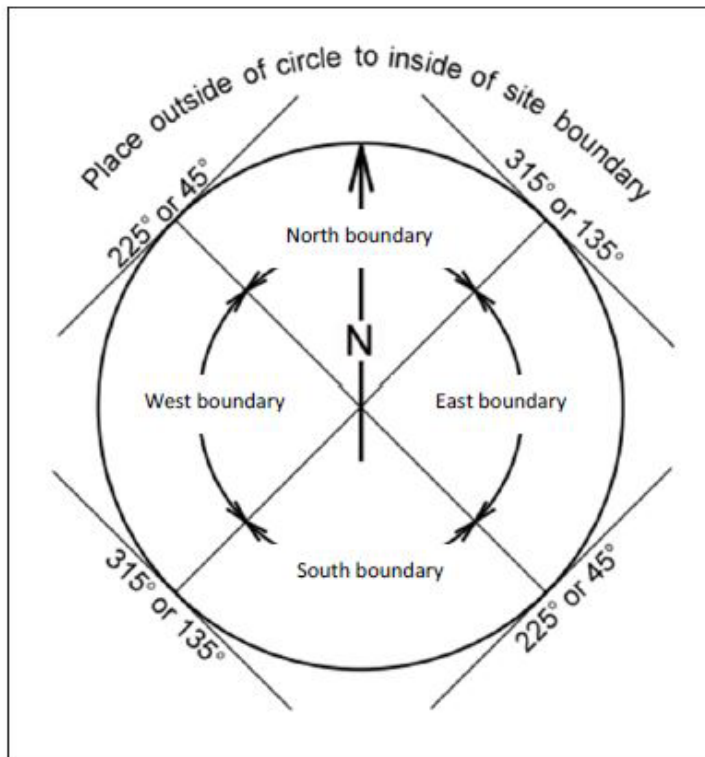 Place outside of circle to inside of site boundary
225° or 45°
315° or 135°
North boundary
N
West boundary
East boundary
South boundary
315° or 135°
225° or 45°